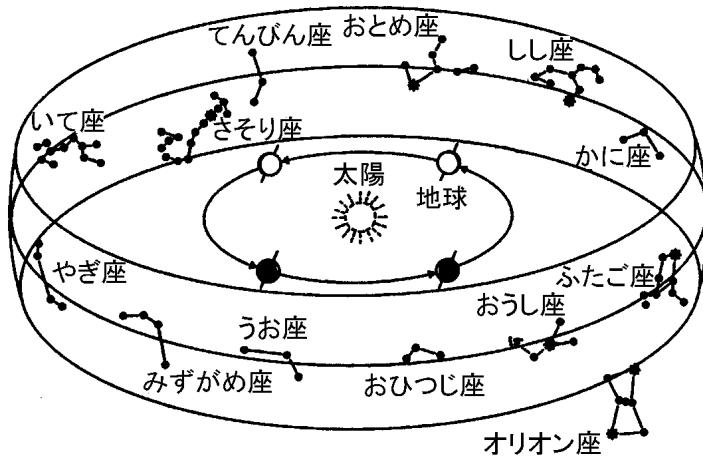 てんびん座
おとめ座
しし座
いて座
さそり座
かに座
太陽
地球
やぎ座
ふたご座
おうし座
うお座
みずがめ座
おひつじ座
オリオン座